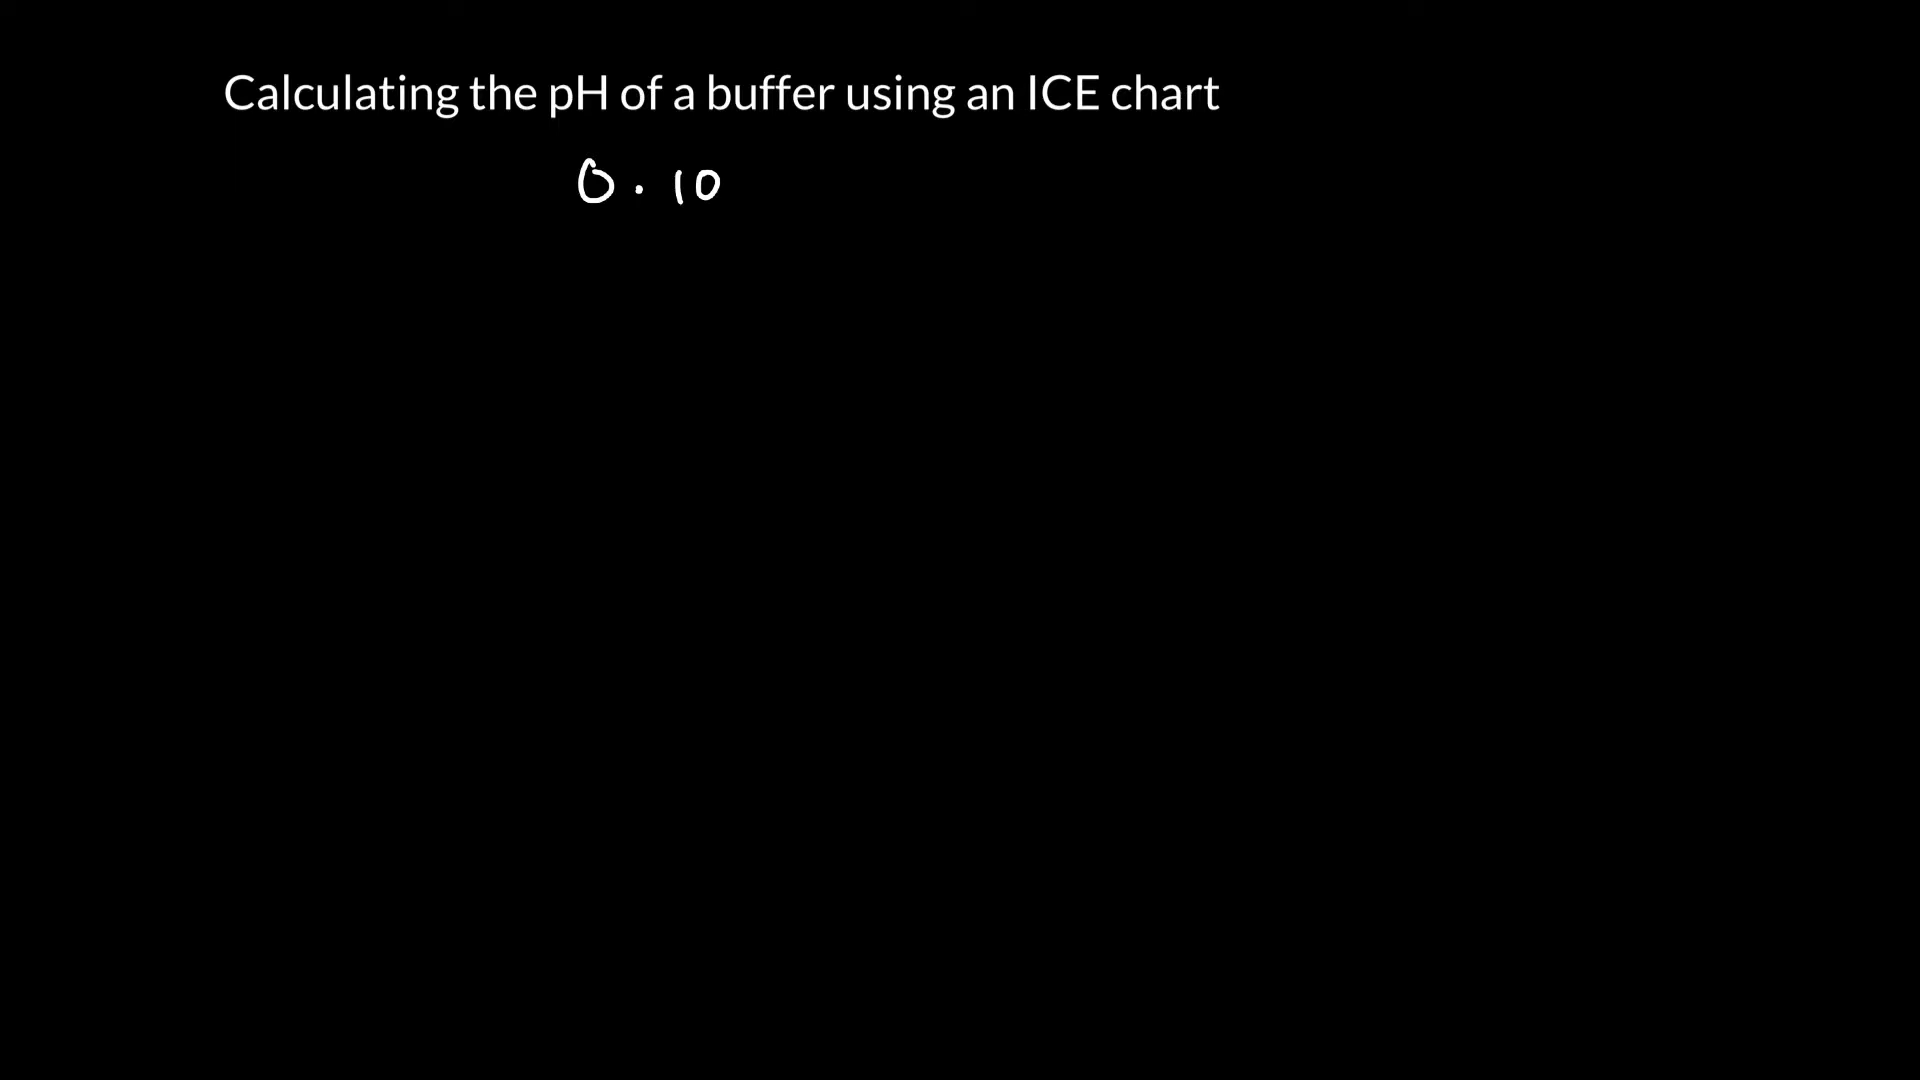 Calculating the pH of a buffer using an ICE chart
0.10